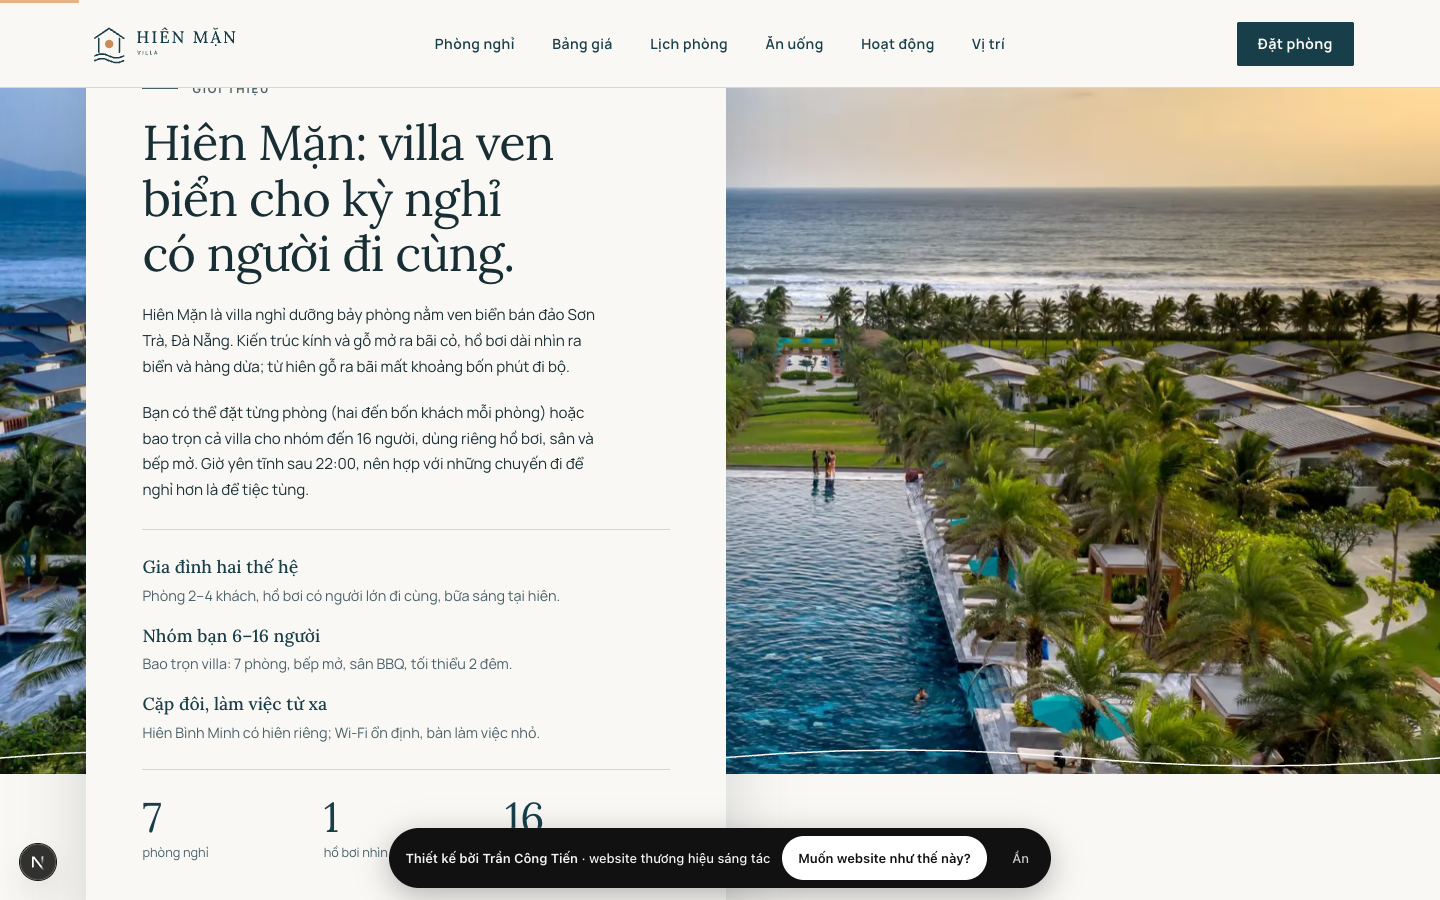 HIÊN MẶN
VILLA
Phòng nghỉ
Bảng giá
Lịch phòng
Ăn uống
Hoạt động
Vị trí
Đặt phòng
GIỚI THIỆU
Hiên Mặn: villa ven
biển cho kỳ nghỉ
có người đi cùng.
Hiên Mặn là villa nghỉ dưỡng bảy phòng nằm ven biển bán đảo Sơn
Trà, Đà Nẵng. Kiến trúc kính và gỗ mở ra bãi cỏ, hồ bơi dài nhìn ra
biển và hàng dừa; từ hiên gỗ ra bãi mất khoảng bốn phút đi bộ.
Bạn có thể đặt từng phòng (hai đến bốn khách mỗi phòng) hoặc
bao trọn cả villa cho nhóm đến 16 người, dùng riêng hồ bơi, sân và
bếp mở. Giờ yên tĩnh sau 22:00, nên hợp với những chuyến đi để
nghỉ hơn là để tiệc tùng.
Gia đình hai thế hệ
Phòng 2–4 khách, hồ bơi có người lớn đi cùng, bữa sáng tại hiên.
Nhóm bạn 6–16 người
Bao trọn villa: 7 phòng, bếp mở, sân BBQ, tối thiểu 2 đêm.
Cặp đôi, làm việc từ xa
Hiên Bình Minh có hiên riêng; Wi-Fi ổn định, bàn làm việc nhỏ.
7
1
16
phòng nghỉ
hồ bơi nhìn
Thiết kế bởi Trần Công Tiến · website thương hiệu sáng tác
Muốn website như thế này?
Ẩn
N